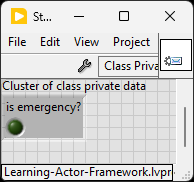 St...
File Edit View Project
Class Priva
Cluster of class private data
is emergency?
Learning-Actor-Framework.lvpr